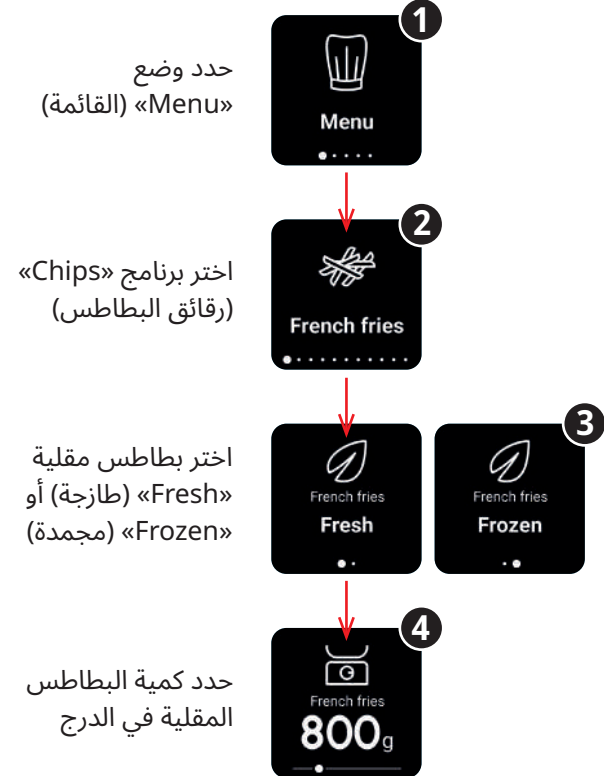 1
حدد وضع
«Menu» (القائمة)
Menu
2
اختر برنامج «Chips»
(رقائق البطاطس)
French fries
3
اختر بطاطس مقلية
«Fresh» (طازجة) أو
«Frozen» (مجمدة)
French fries
Fresh
French fries
Frozen
4
حدد كمية البطاطس
المقلية في الدرج
French fries
800g